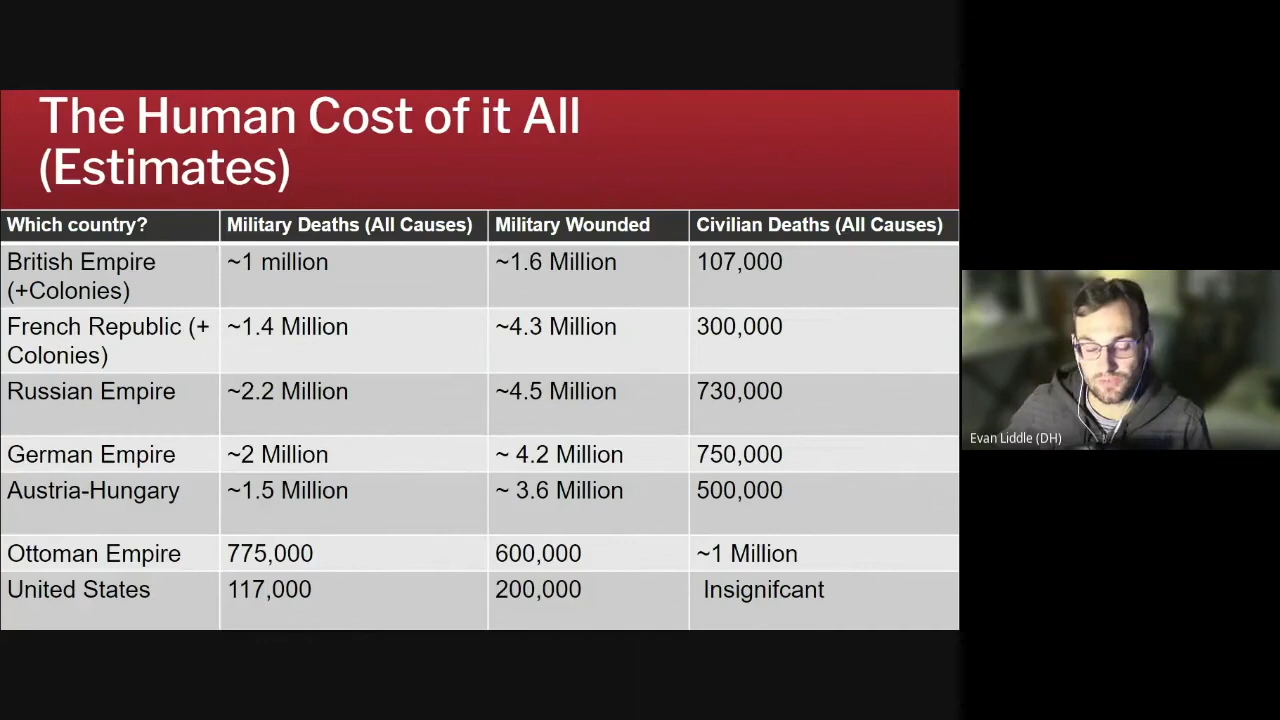 The Human Cost of it All
(Estimates)
Which country? Military Deaths (All Causes) Military Wounded Civilian Deaths (All Causes)
British Empire (+Colonies) ~1 million ~1.6 Million 107,000
French Republic (+ Colonies) ~1.4 Million ~4.3 Million 300,000
Russian Empire ~2.2 Million ~4.5 Million 730,000
German Empire ~2 Million ~ 4.2 Million 750,000
Austria-Hungary ~1.5 Million ~ 3.6 Million 500,000
Ottoman Empire 775,000 600,000 ~1 Million
United States 117,000 200,000 Insignifcant
Evan Liddle (DH)